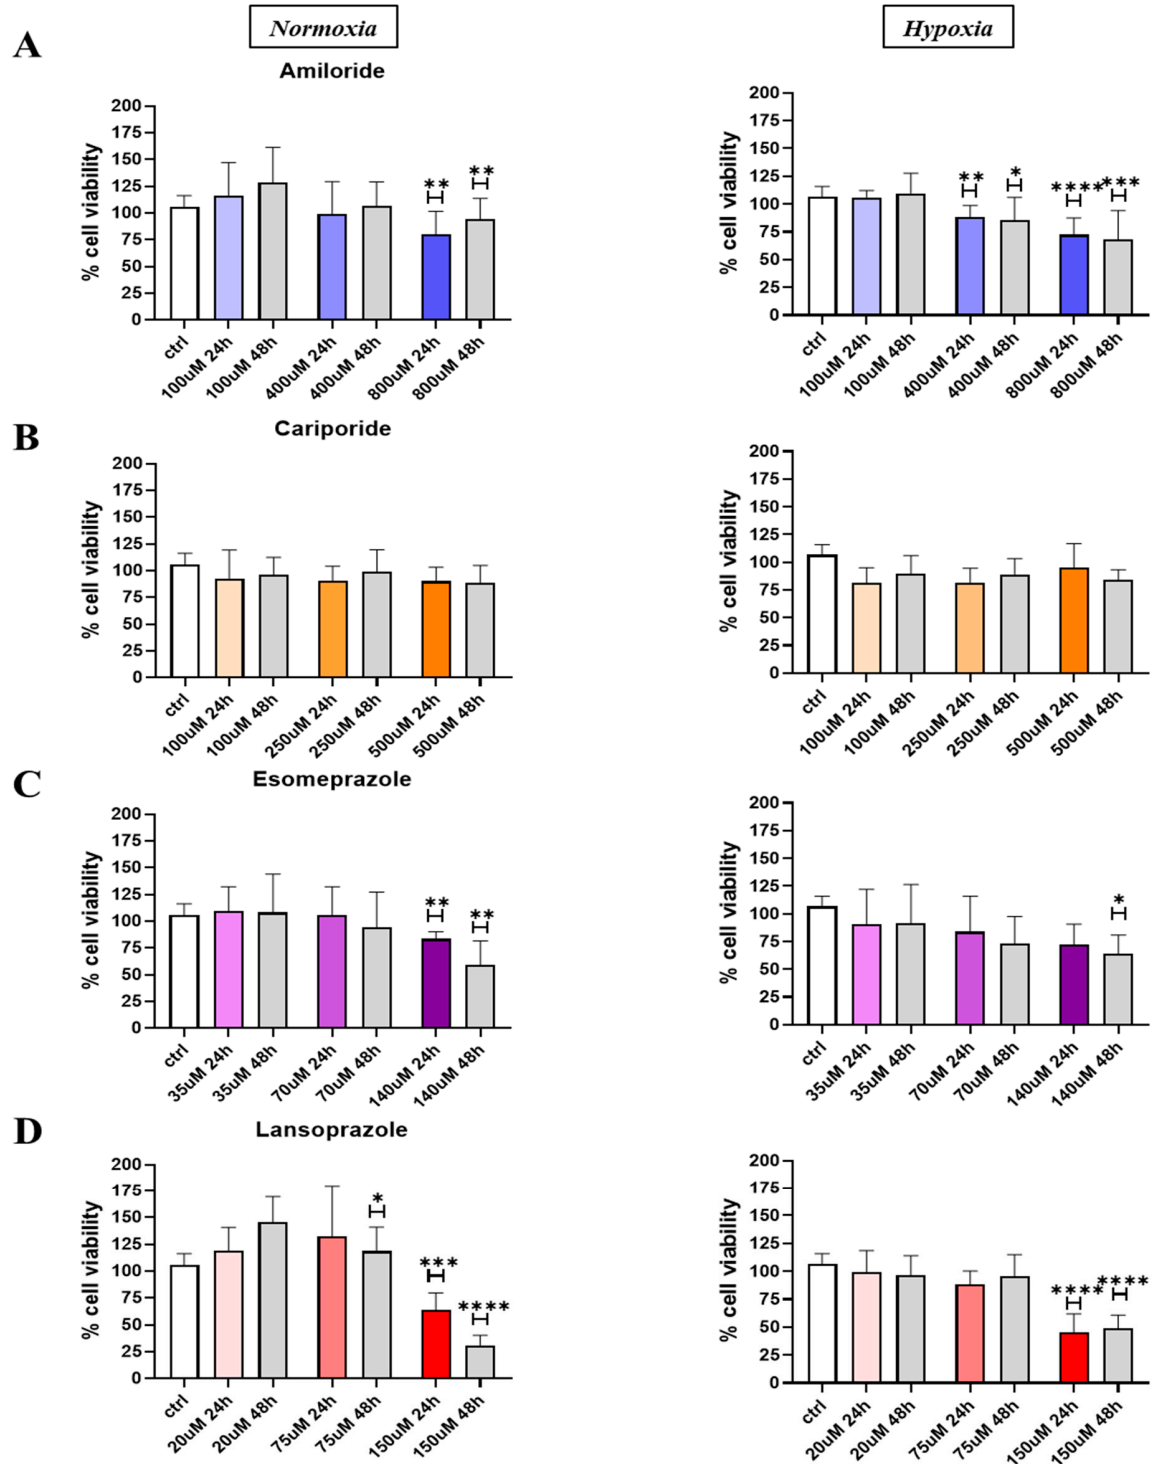 Normoxia
Hypoxia
A
Amiloride
% cell viability
200
175
150
125
100
75
50
25
0
** **
ctrl
100uM 24h
100uM 48h
400uM 24h
400uM 48h
800uM 24h
800uM 48h
% cell viability
200
175
150
125
100
75
50
25
0
** * **** ***
ctrl
100uM 24h
100uM 48h
400uM 24h
400uM 48h
800uM 24h
800uM 48h
B
Cariporide
% cell viability
200
175
150
125
100
75
50
25
0
ctrl
100uM 24h
100uM 48h
250uM 24h
250uM 48h
500uM 24h
500uM 48h
% cell viability
200
175
150
125
100
75
50
25
0
ctrl
100uM 24h
100uM 48h
250uM 24h
250uM 48h
500uM 24h
500uM 48h
C
Esomeprazole
% cell viability
200
175
150
125
100
75
50
25
0
** **
ctrl
35uM 24h
35uM 48h
70uM 24h
70uM 48h
140uM 24h
140uM 48h
% cell viability
200
175
150
125
100
75
50
25
0
*
ctrl
35uM 24h
35uM 48h
70uM 24h
70uM 48h
140uM 24h
140uM 48h
D
Lansoprazole
% cell viability
200
175
150
125
100
75
50
25
0
* *** ****
ctrl
20uM 24h
20uM 48h
75uM 24h
75uM 48h
150uM 24h
150uM 48h
% cell viability
200
175
150
125
100
75
50
25
0
**** ****
ctrl
20uM 24h
20uM 48h
75uM 24h
75uM 48h
150uM 24h
150uM 48h